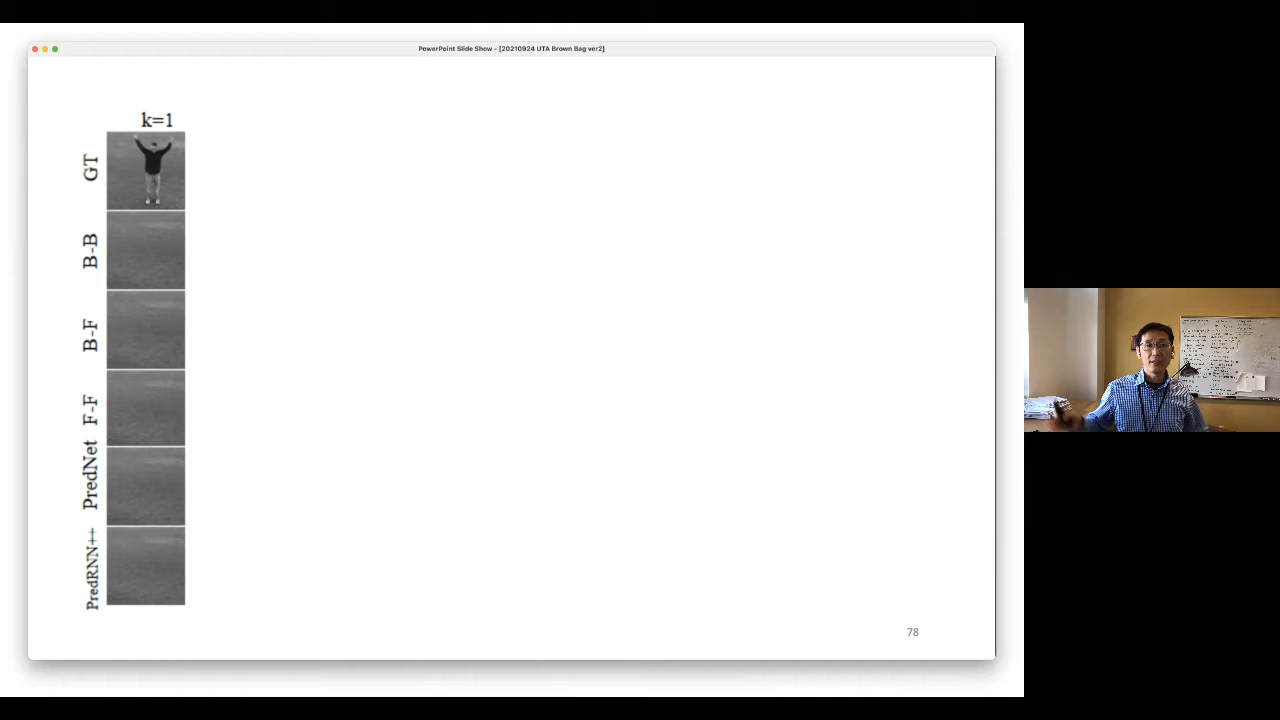 PowerPoint Slide Show - [20210924 UTA Brown Bag ver2]
k=1
GT
B-B
B-F
F-F
PredNet
PredRNN++
78